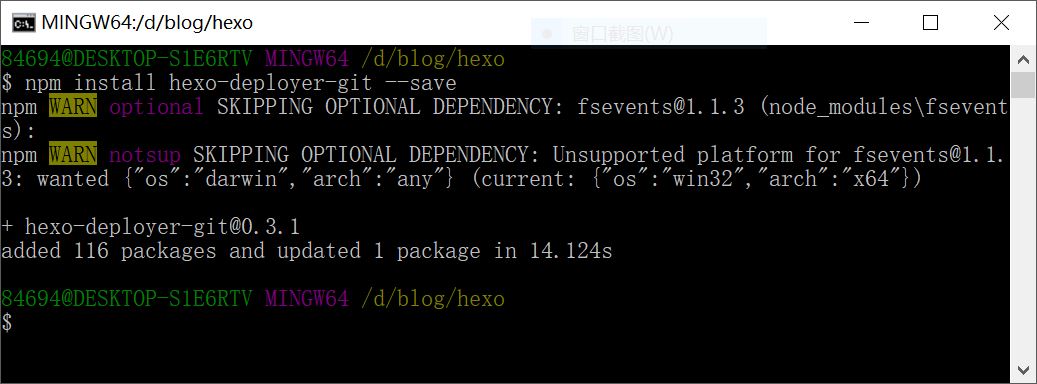 MINGW64:/d/blog/hexo
窗口截图(W)
84694@DESKTOP-S1E6RTV MINGW64 /d/blog/hexo
$ npm install hexo-deployer-git --save
npm WARN optional SKIPPING OPTIONAL DEPENDENCY: fsevents@1.1.3 (node_modules\fsevent
s):
npm WARN notsup SKIPPING OPTIONAL DEPENDENCY: Unsupported platform for fsevents@1.1.
3: wanted {"os":"darwin","arch":"any"} (current: {"os":"win32","arch":"x64"})
+ hexo-deployer-git@0.3.1
added 116 packages and updated 1 package in 14.124s
84694@DESKTOP-S1E6RTV MINGW64 /d/blog/hexo
$